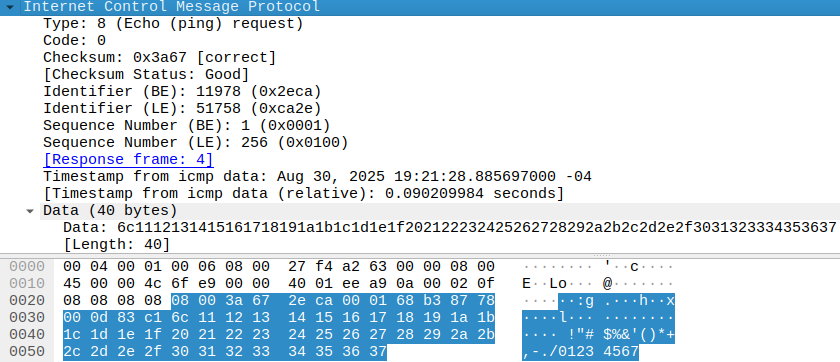 Internet Control Message Protocol
Type: 8 (Echo (ping) request)
Code: 0
Checksum: 0x3a67 [correct]
[Checksum Status: Good]
Identifier (BE): 11978 (0x2eca)
Identifier (LE): 51758 (0xca2e)
Sequence Number (BE): 1 (0x0001)
Sequence Number (LE): 256 (0x0100)
[Response frame: 4]
Timestamp from icmp data: Aug 30, 2025 19:21:28.885697000 -04
[Timestamp from icmp data (relative): 0.090209984 seconds]
Data (40 bytes)
Data: 6c1112131415161718191a1b1c1d1e1f202122232425262728292a2b2c2d2e2f3031323334353637
[Length: 40]
0000 00 04 00 01 00 06 08 00 27 f4 a2 63 00 00 08 00 ········ '··c····
0010 45 00 00 4c 6f e9 00 00 40 01 ee a9 0a 00 02 0f E··Lo··· @·······
0020 08 08 08 08 08 00 3a 67 2e ca 00 01 68 b3 87 78 ······:g .···h··x
0030 00 0d 83 c1 6c 11 12 13 14 15 16 17 18 19 1a 1b ····l··· ········
0040 1c 1d 1e 1f 20 21 22 23 24 25 26 27 28 29 2a 2b ···· !"# $%&'()*+
0050 2c 2d 2e 2f 30 31 32 33 34 35 36 37 ,-./0123 4567